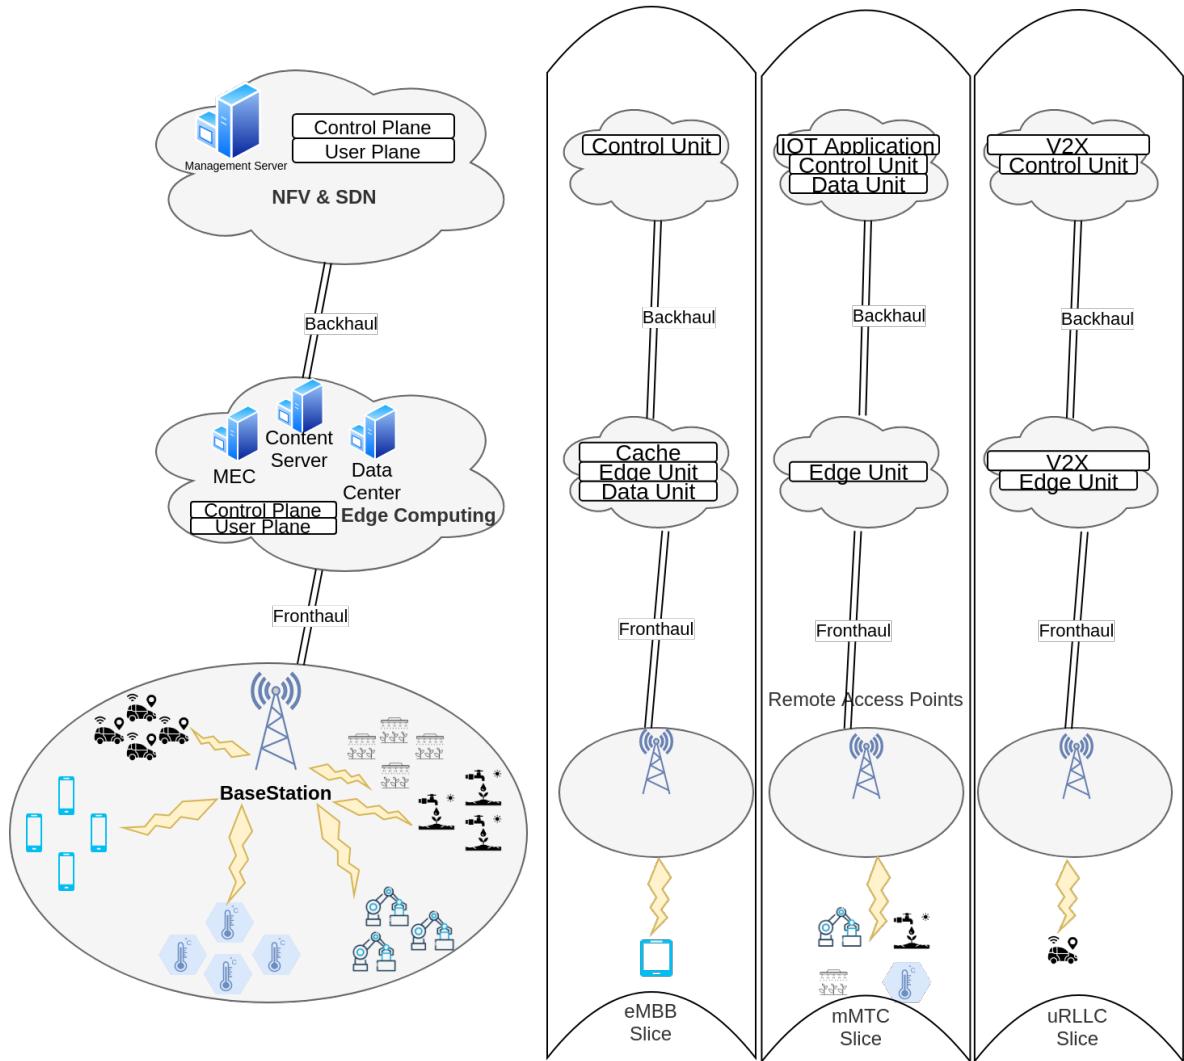 Management Server
Control Plane
User Plane
NFV & SDN
Backhaul
MEC
Content
Server
Data
Center
Control Plane
User Plane
Edge Computing
Fronthaul
BaseStation
°C
°C
°C
°C
Control Unit
Backhaul
Cache
Edge Unit
Data Unit
Fronthaul
eMBB
Slice
IOT Application
Control Unit
Data Unit
Backhaul
Edge Unit
Fronthaul
Remote Access Points
°C
mMTC
Slice
V2X
Control Unit
Backhaul
V2X
Edge Unit
Fronthaul
uRLLC
Slice